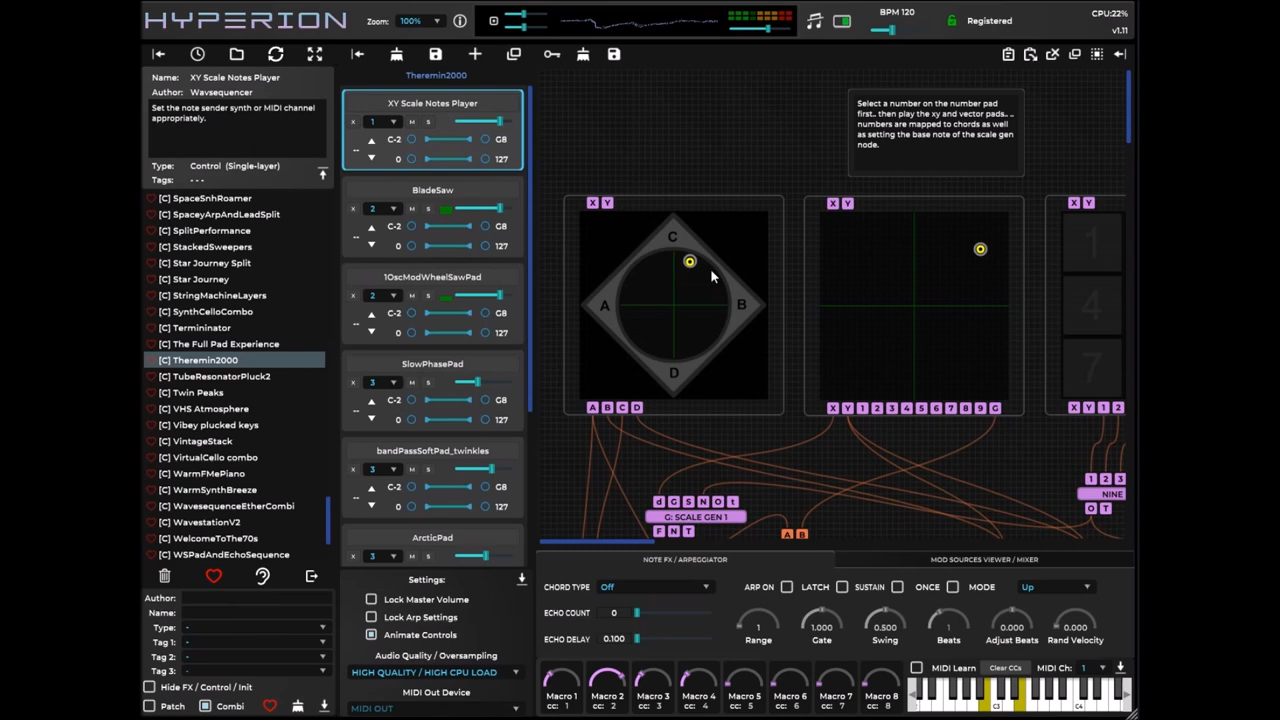 HYPERION
Zoom: 100%
BPM 120
Registered
CPU:22%
v1.11
Name: XY Scale Notes Player
Author: Wavsequencer
Set the note sender synth or MIDI channel
appropriately.
Type: Control (Single-layer)
Tags: - - -
[C] SpaceSnhRoamer
[C] SpaceyArpAndLeadSplit
[C] SplitPerformance
[C] StackedSweepers
[C] Star Journey Split
[C] Star Journey
[C] StringMachineLayers
[C] SynthCelloCombo
[C] Termininator
[C] The Full Pad Experience
[C] Theremin2000
[C] TubeResonatorPluck2
[C] Twin Peaks
[C] VHS Atmosphere
[C] Vibey plucked keys
[C] VintageStack
[C] VirtualCello combo
[C] WarmFMePiano
[C] WarmSynthBreeze
[C] WavesequenceEtherCombi
[C] WavestationV2
[C] WelcomeToThe70s
[C] WSPadAndEchoSequence
Author:
Name:
Type: -
Tag 1: -
Tag 2: -
Tag 3: -
Hide FX / Control / Init
Patch
Combi
Theremin2000
XY Scale Notes Player
X 1 M S
C-2 G8
-- 0 127
BladeSaw
X 2 M S
C-2 G8
-- 0 127
1OscModWheelSawPad
X 2 M S
C-2 G8
-- 0 127
SlowPhasePad
X 3 M S
C-2 G8
-- 0 127
bandPassSoftPad_twinkles
X 3 M S
C-2 G8
-- 0 127
ArcticPad
X 3 M S
Settings:
Lock Master Volume
Lock Arp Settings
Animate Controls
Audio Quality / Oversampling
HIGH QUALITY / HIGH CPU LOAD
MIDI Out Device
MIDI OUT
Select a number on the number pad
first.. then play the xy and vector pads.. ..
numbers are mapped to chords as well
as setting the base note of the scale gen
node.
X Y
C
A B
D
A B C D
X Y
X Y 1 2 3 4 5 6 7 8 9 G
X Y
1
4
7
X Y 1 2
d G S N O t
G: SCALE GEN 1
F N T
A B
1 2 3
NINE
O T
NOTE FX / ARPEGGIATOR
MOD SOURCES VIEWER / MIXER
CHORD TYPE Off
ARP ON LATCH SUSTAIN ONCE MODE Up
ECHO COUNT 0
ECHO DELAY 0.100
1 1.000 0.500 1 0.000 0.000
Range Gate Swing Beats Adjust Beats Rand Velocity
MIDI Learn Clear CCs MIDI Ch: 1
Macro 1 Macro 2 Macro 3 Macro 4 Macro 5 Macro 6 Macro 7 Macro 8
cc: 1 cc: 2 cc: 3 cc: 4 cc: 5 cc: 6 cc: 7 cc: 8
C3 C4